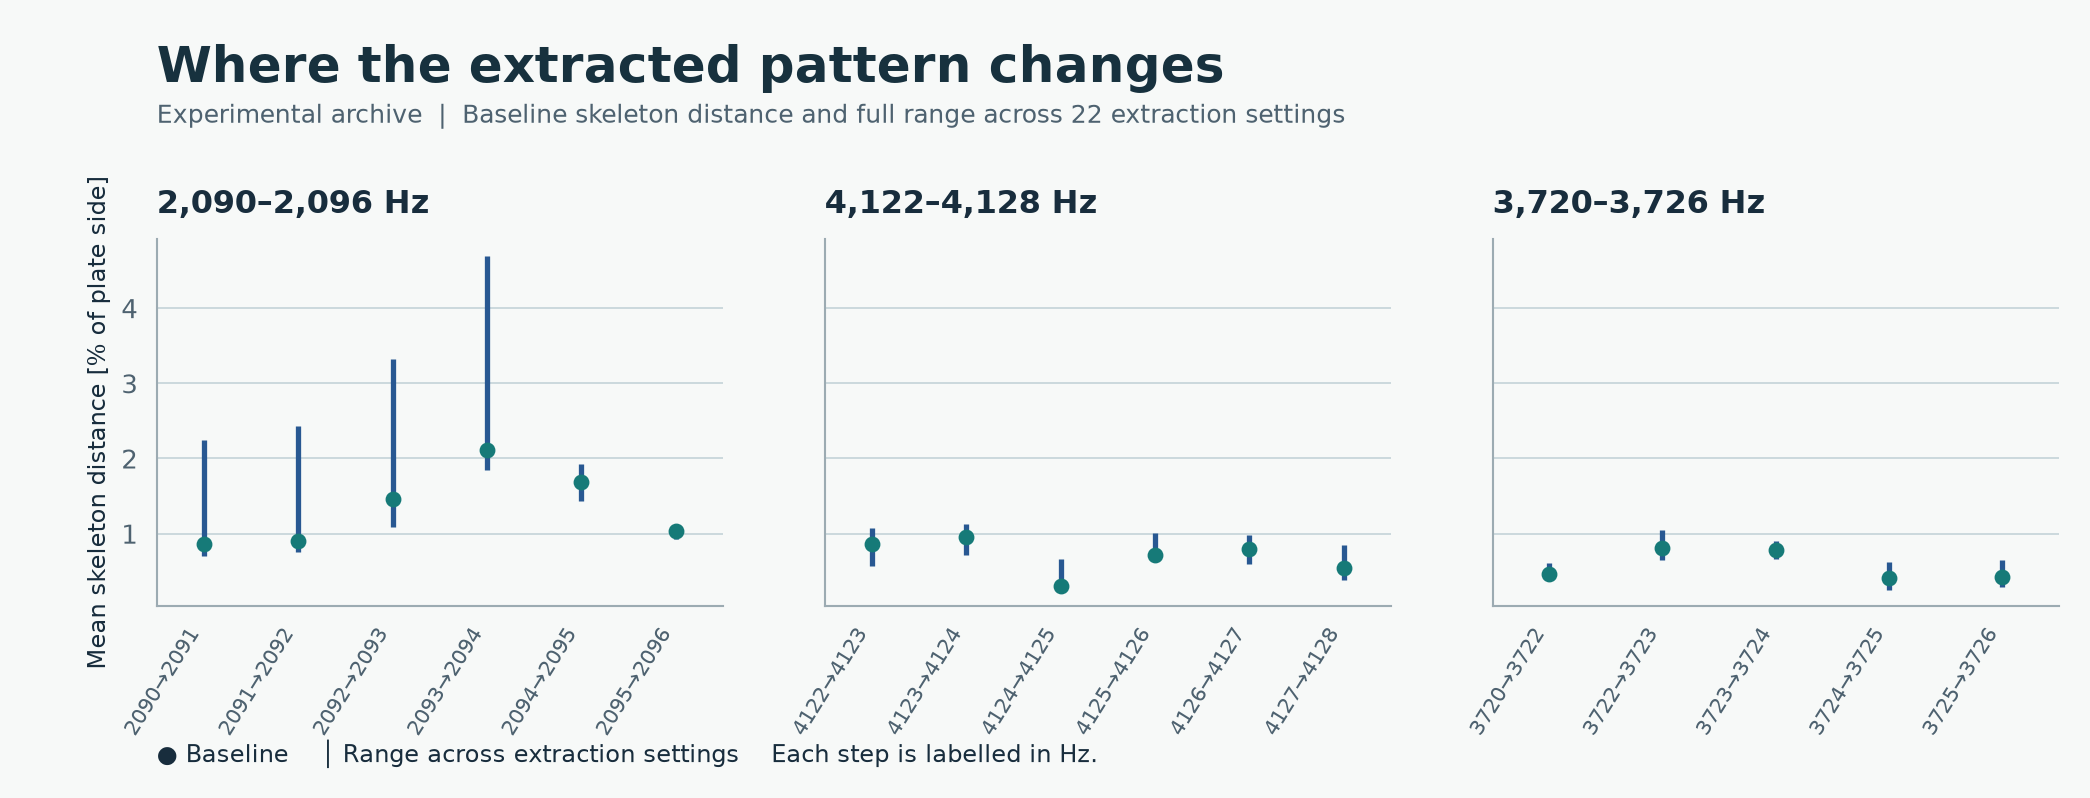 Where the extracted pattern changes
Experimental archive | Baseline skeleton distance and full range across 22 extraction settings
Mean skeleton distance [% of plate side]
2,090–2,096 Hz
4
3
2
1
2090→2091
2091→2092
2092→2093
2093→2094
2094→2095
2095→2096
4,122–4,128 Hz
4122→4123
4123→4124
4124→4125
4125→4126
4126→4127
4127→4128
3,720–3,726 Hz
3720→3722
3722→3723
3723→3724
3724→3725
3725→3726
Baseline
Range across extraction settings
Each step is labelled in Hz.